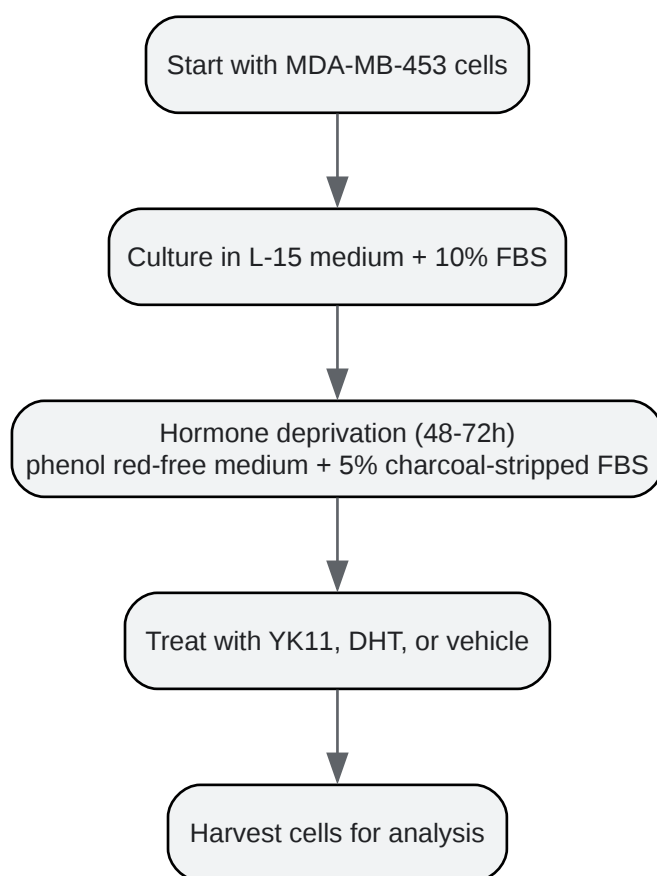 Start with MDA-MB-453 cells
Culture in L-15 medium + 10% FBS
Hormone deprivation (48-72h)
phenol red-free medium + 5% charcoal-stripped FBS
Treat with YK11, DHT, or vehicle
Harvest cells for analysis